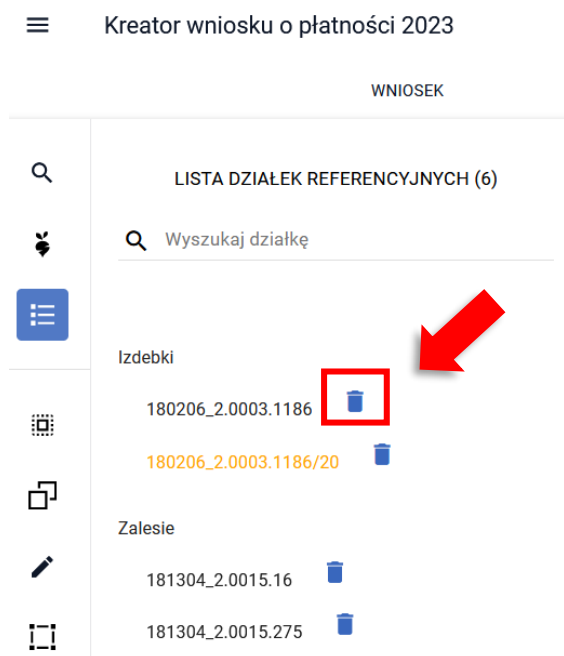 Kreator wniosku o płatności 2023
WNIOSEK
LISTA DZIAŁEK REFERENCYJNYCH (6)
Wyszukaj działkę
Izdebki
180206_2.0003.1186
180206_2.0003.1186/20
Zalesie
181304_2.0015.16
181304_2.0015.275